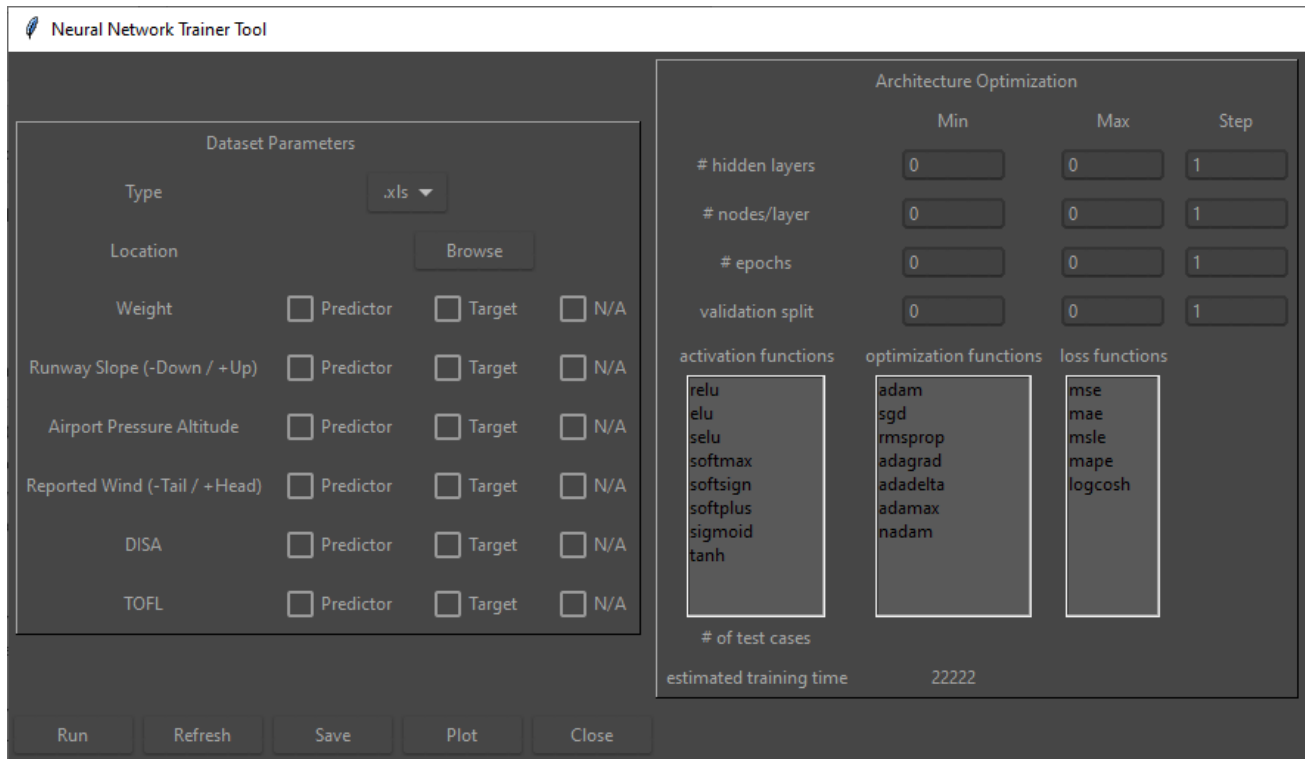 Neural Network Trainer Tool
Dataset Parameters
Type .xls
Location Browse
Weight Predictor Target N/A
Runway Slope (-Down / +Up) Predictor Target N/A
Airport Pressure Altitude Predictor Target N/A
Reported Wind (-Tail / +Head) Predictor Target N/A
DISA Predictor Target N/A
TOFL Predictor Target N/A
Architecture Optimization
Min Max Step
# hidden layers 0 0 1
# nodes/layer 0 0 1
# epochs 0 0 1
validation split 0 0 1
activation functions optimization functions loss functions
relu adam mse
elu sgd mae
selu rmsprop msle
softmax adagrad mape
softsign adadelta logcosh
softplus adamax
sigmoid nadam
tanh
# of test cases
estimated training time 22222
Run Refresh Save Plot Close